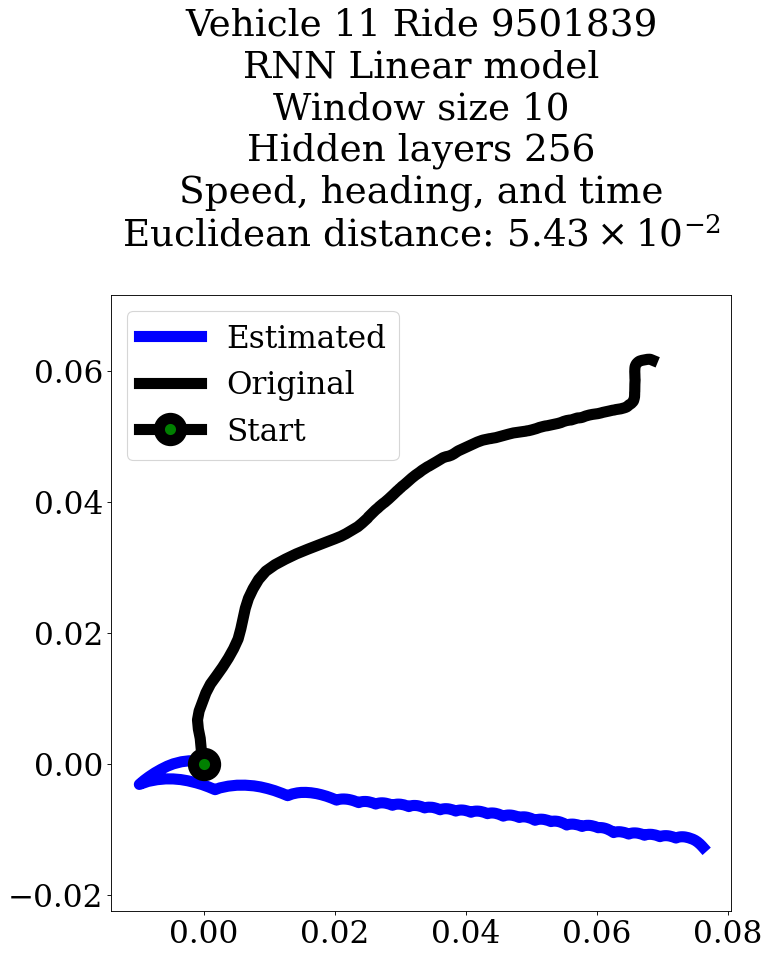 Vehicle 11 Ride 9501839
RNN Linear model
Window size 10
Hidden layers 256
Speed, heading, and time
Euclidean distance: 5.43 × 10⁻²
Estimated
Original
Start
0.06
0.04
0.02
0.00
−0.02
0.00 0.02 0.04 0.06 0.08